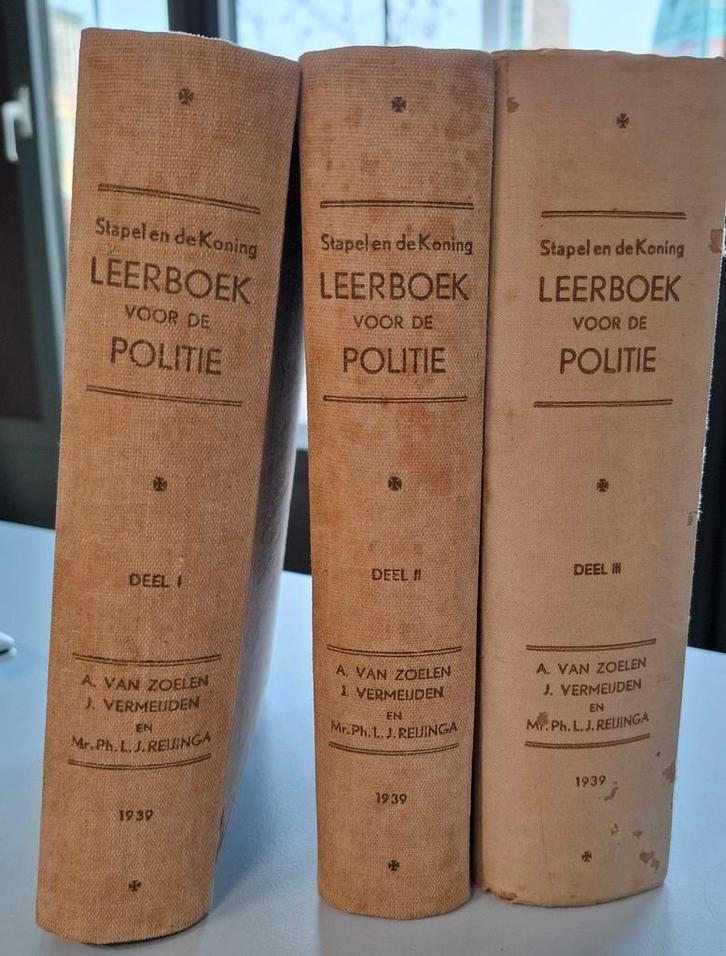 Stapel en de Koning
LEERBOEK
VOOR DE
POLITIE
DEEL I
A. VAN ZOELEN
J. VERMEIJDEN
EN
Mr. Ph. L. J. REIJINGA
1939
Stapel en de Koning
LEERBOEK
VOOR DE
POLITIE
DEEL II
A. VAN ZOELEN
J. VERMEIJDEN
EN
Mr. Ph. L. J. REIJINGA
1939
Stapel en de Koning
LEERBOEK
VOOR DE
POLITIE
DEEL III
A. VAN ZOELEN
J. VERMEIJDEN
EN
Mr. Ph. L. J. REIJINGA
1939